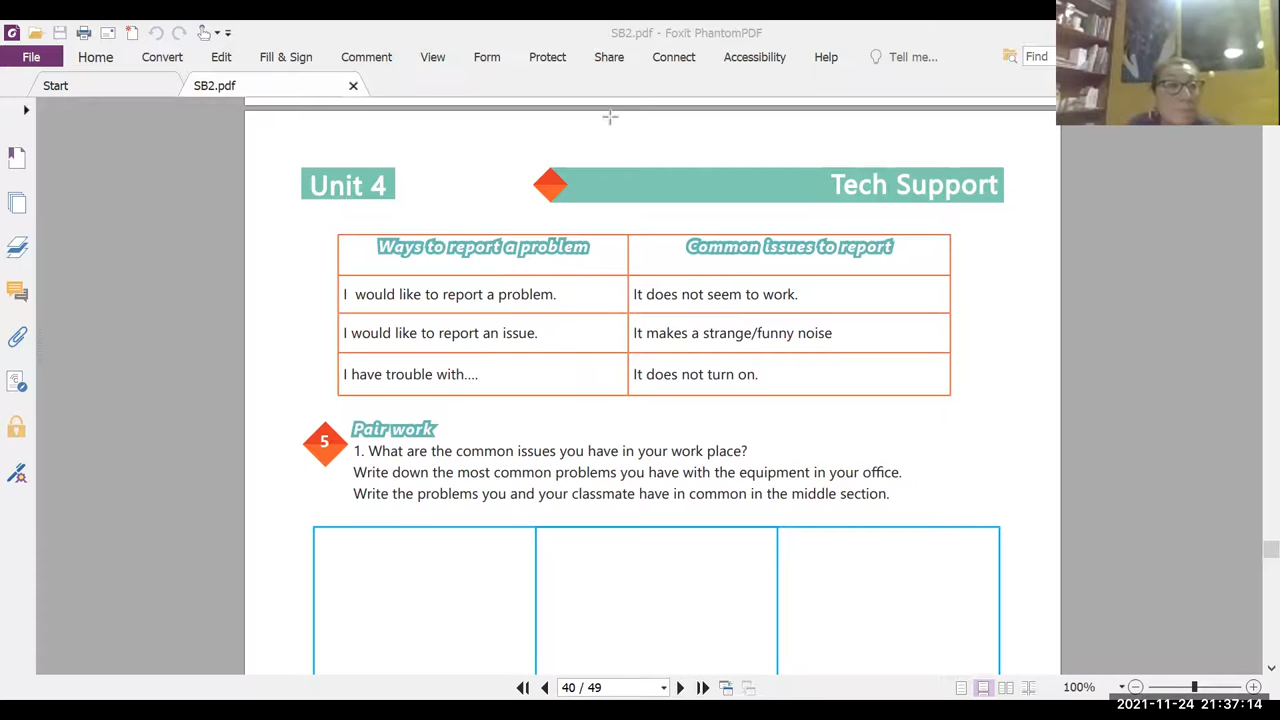 SB2.pdf - Foxit PhantomPDF
File Home Convert Edit Fill & Sign Comment View Form Protect Share Connect Accessibility Help Tell me... Find
Start SB2.pdf
Unit 4 Tech Support
Ways to report a problem Common issues to report
I would like to report a problem. It does not seem to work.
I would like to report an issue. It makes a strange/funny noise
I have trouble with.... It does not turn on.
5 Pair work
1. What are the common issues you have in your work place?
Write down the most common problems you have with the equipment in your office.
Write the problems you and your classmate have in common in the middle section.
40 / 49 100%
2021-11-24 21:37:14